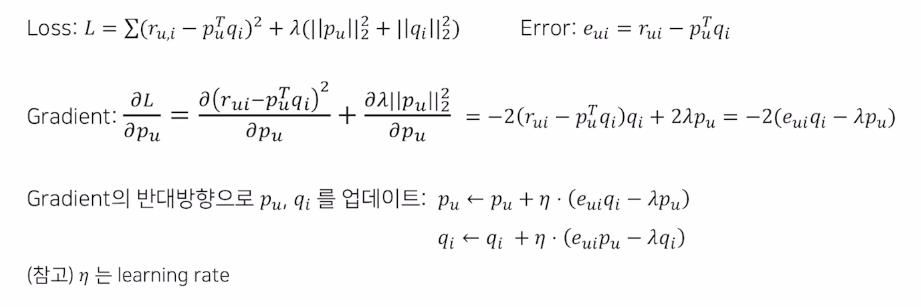 Loss: L = ∑(r_{u,i} − p_u^T q_i)^2 + λ(||p_u||_2^2 + ||q_i||_2^2) Error: e_{ui} = r_{ui} − p_u^T q_i
Gradient: ∂L/∂p_u = ∂(r_{ui}−p_u^T q_i)^2/∂p_u + ∂λ||p_u||_2^2/∂p_u = −2(r_{ui} − p_u^T q_i)q_i + 2λp_u = −2(e_{ui}q_i − λp_u)
Gradient의 반대방향으로 p_u, q_i 를 업데이트: p_u ← p_u + η · (e_{ui}q_i − λp_u)
q_i ← q_i + η · (e_{ui}p_u − λq_i)
(참고) η 는 learning rate